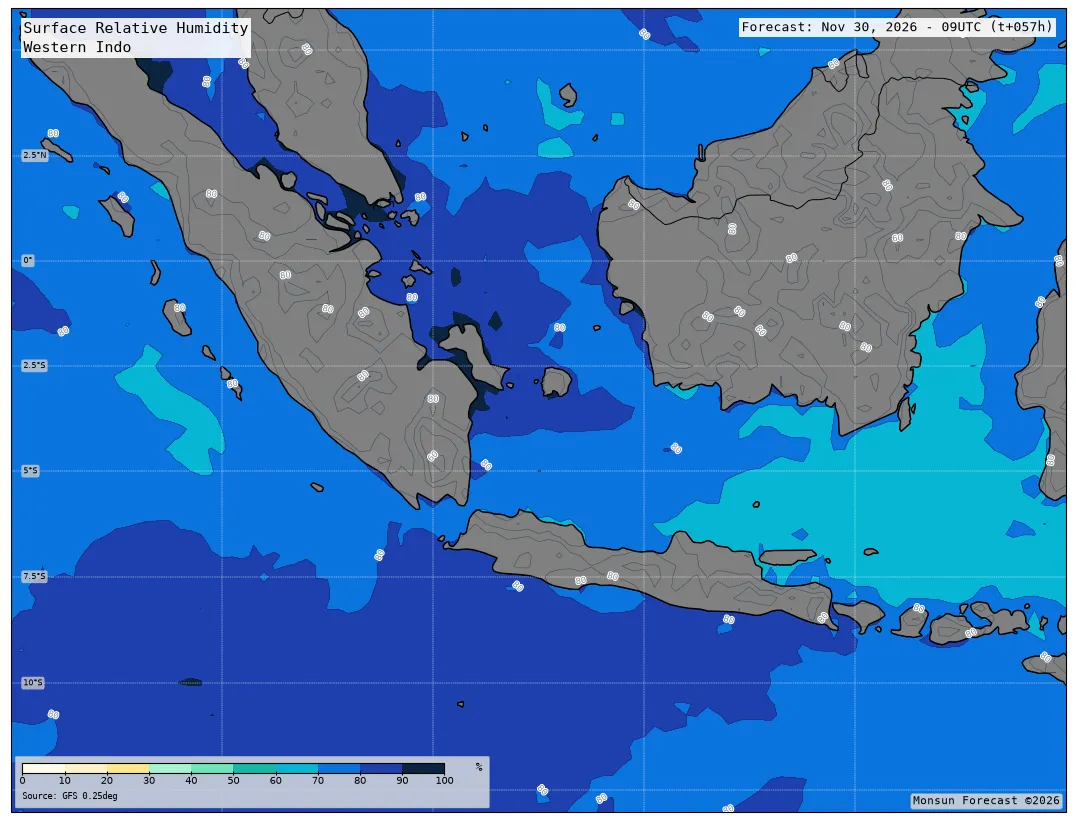 Surface Relative Humidity
Western Indo
Forecast: Nov 30, 2026 - 09UTC (t+057h)
2.5°N
0°
2.5°S
5°S
7.5°S
10°S
0 10 20 30 40 50 60 70 80 90 100
%
Source: GFS 0.25deg
Monsun Forecast ©2026